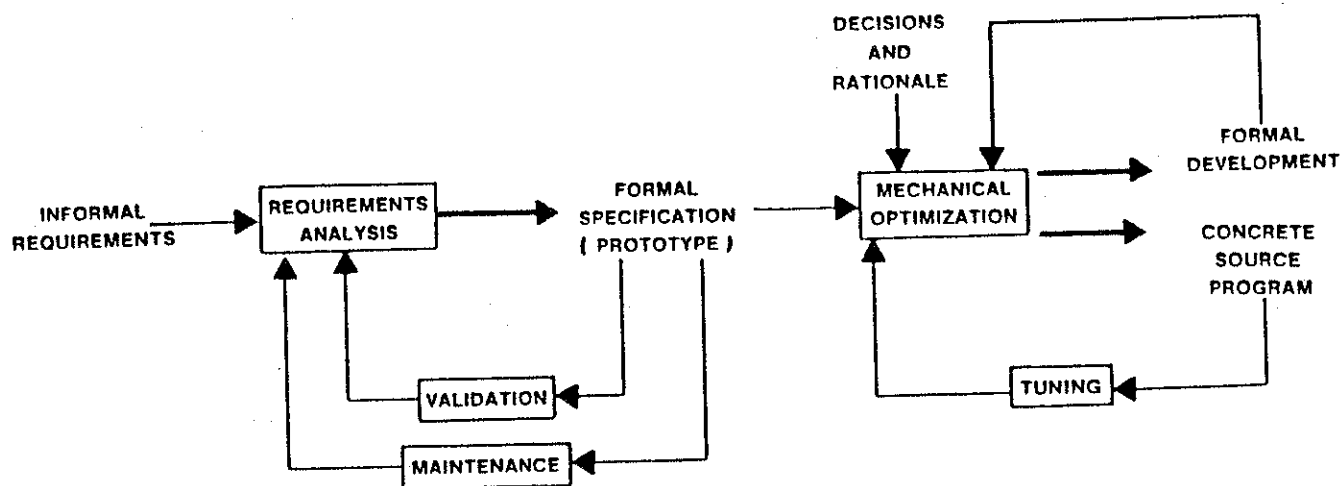 INFORMAL
REQUIREMENTS
REQUIREMENTS
ANALYSIS
FORMAL
SPECIFICATION
( PROTOTYPE )
VALIDATION
MAINTENANCE
DECISIONS
AND
RATIONALE
MECHANICAL
OPTIMIZATION
FORMAL
DEVELOPMENT
CONCRETE
SOURCE
PROGRAM
TUNING